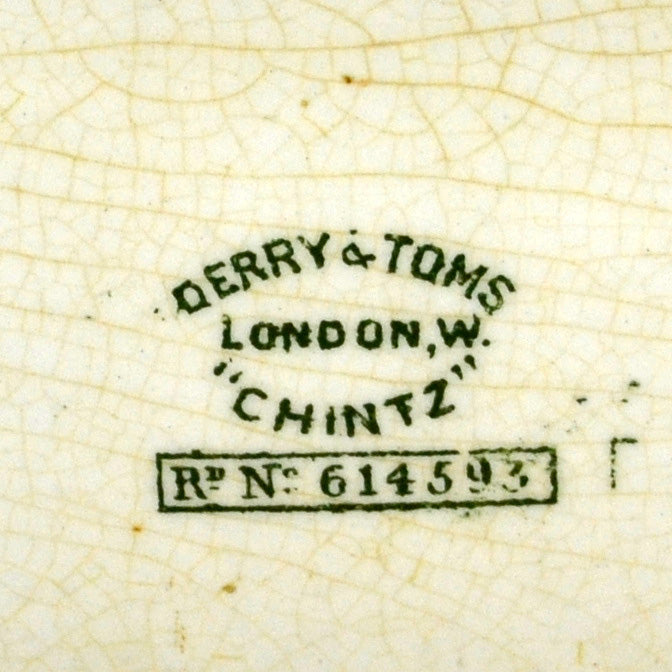 DERRY & TOMS
LONDON, W.
"CHINTZ"
RD No. 614593